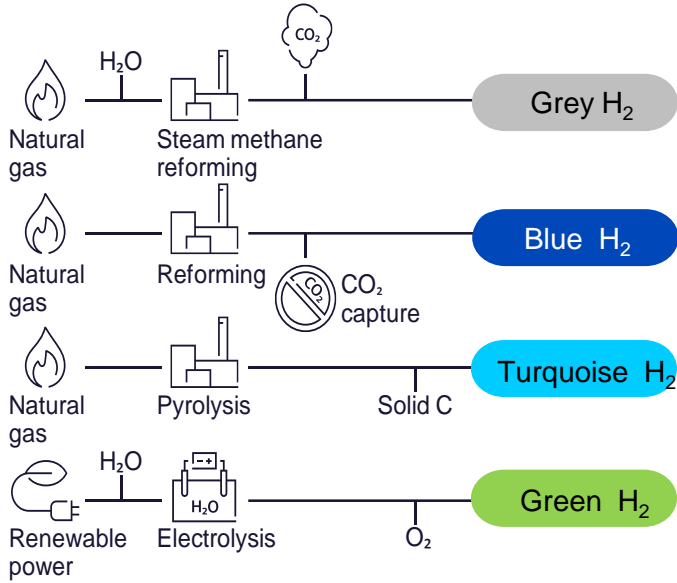 CO₂
H₂O
Grey H₂
Natural
gas
Steam methane
reforming
Blue H₂
Natural
gas
Reforming
CO₂
CO₂
capture
Turquoise H₂
Natural
gas
Pyrolysis
Solid C
H₂O
- +
H₂O
Green H₂
Renewable
power
Electrolysis
O₂